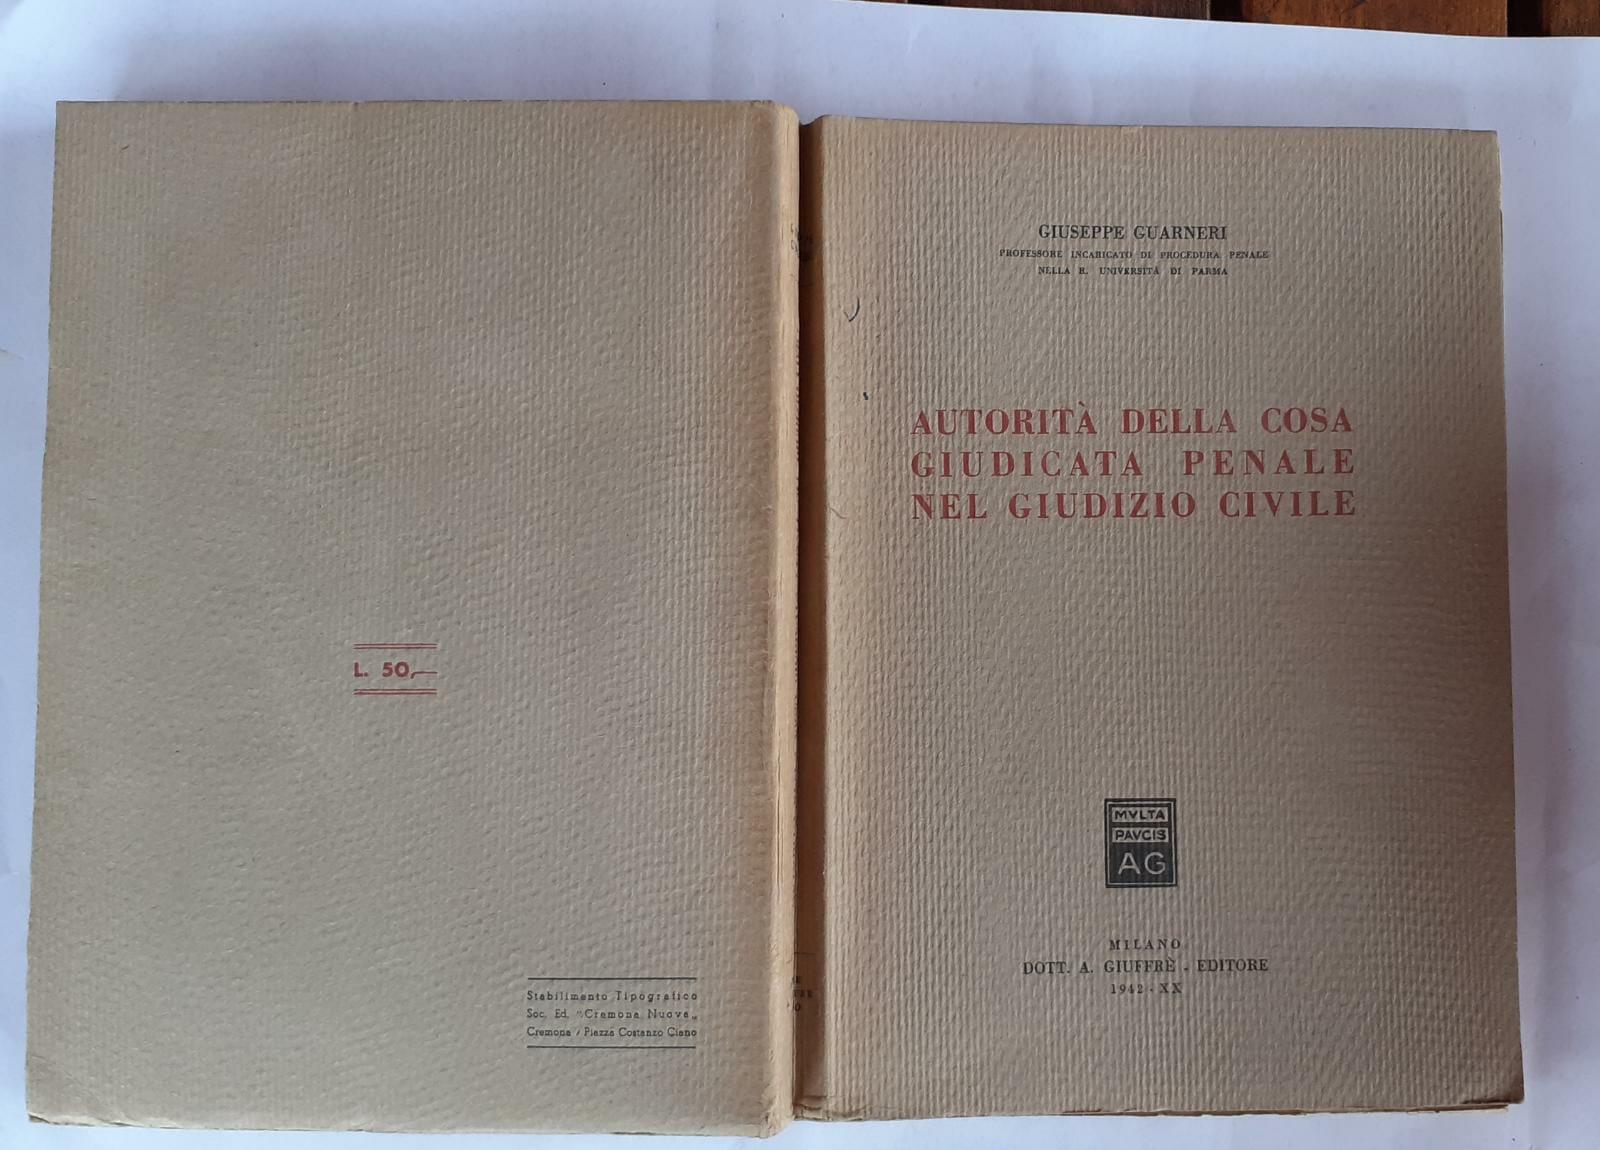 GIUSEPPE GUARNERI
PROFESSORE INCARICATO DI PROCEDURA PENALE
NELLA R. UNIVERSITÀ DI PARMA
AUTORITÀ DELLA COSA
GIUDICATA PENALE
NEL GIUDIZIO CIVILE
MVLTA
PAVCIS
AG
MILANO
DOTT. A. GIUFFRÈ - EDITORE
1942 - XX
L. 50,—
Stabilimento Tipografico
Soc. Ed. "Cremona Nuova„
Cremona / Piazza Costanzo Ciano